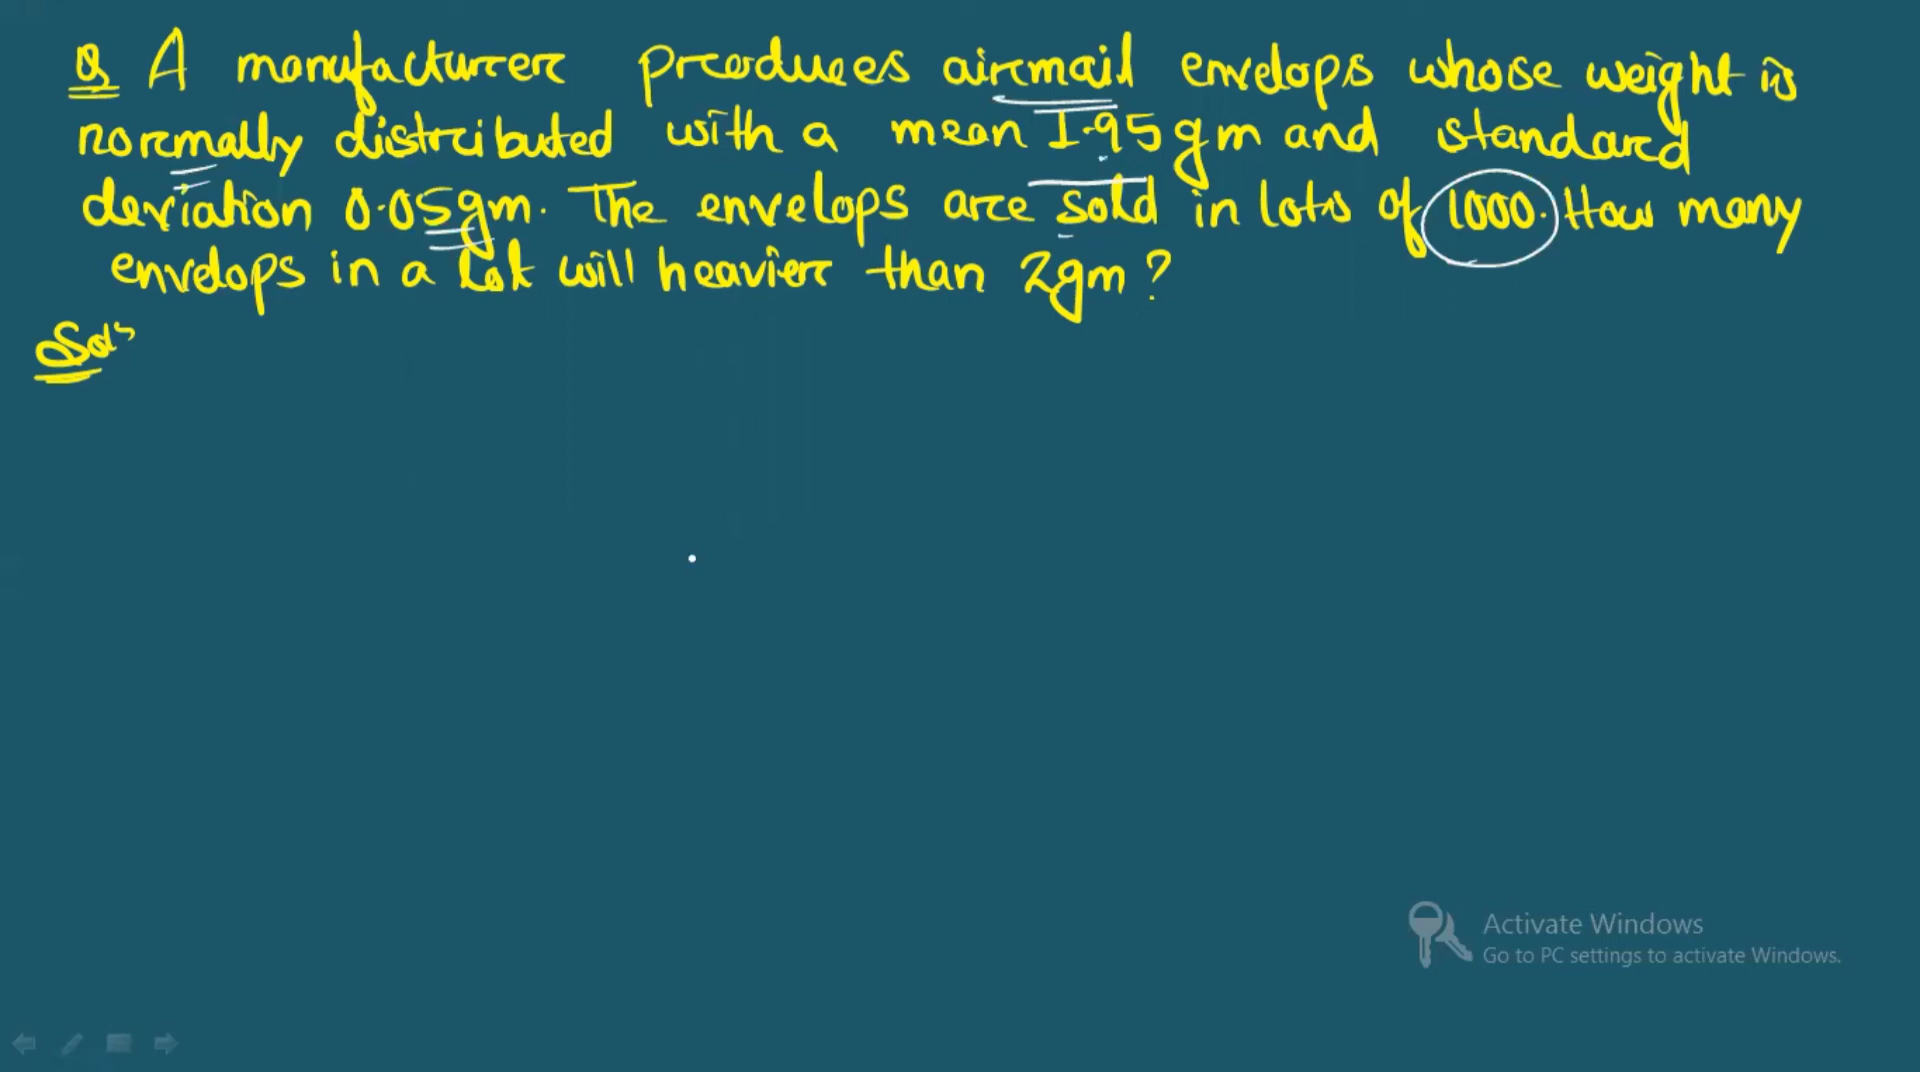 Q A manufacturer produces airmail envelops whose weight is
normally distributed with a mean 1.95gm and standard
deviation 0.05gm. The envelops are sold in lots of 1000. How many
envelops in a lot will heavier than 2gm?
Sol:
Activate Windows
Go to PC settings to activate Windows.